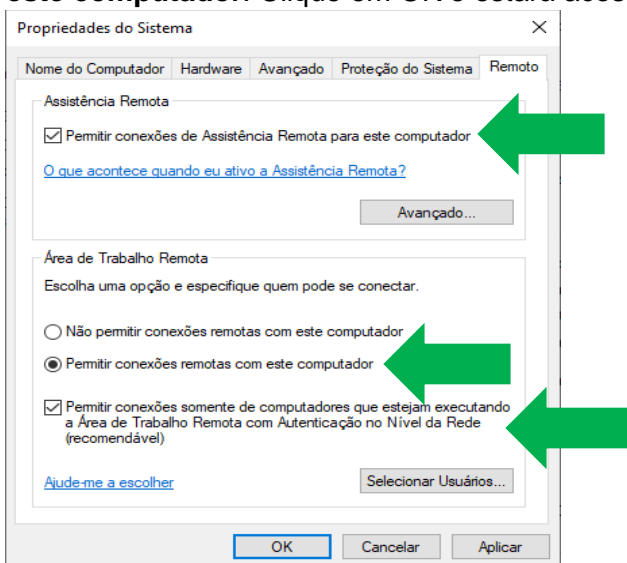 Propriedades do Sistema
Nome do Computador Hardware Avançado Proteção do Sistema Remoto
Assistência Remota
Permitir conexões de Assistência Remota para este computador
O que acontece quando eu ativo a Assistência Remota?
Avançado...
Área de Trabalho Remota
Escolha uma opção e especifique quem pode se conectar.
Não permitir conexões remotas com este computador
Permitir conexões remotas com este computador
Permitir conexões somente de computadores que estejam executando
a Área de Trabalho Remota com Autenticação no Nível da Rede
(recomendável)
Ajude-me a escolher
Selecionar Usuários...
OK Cancelar Aplicar